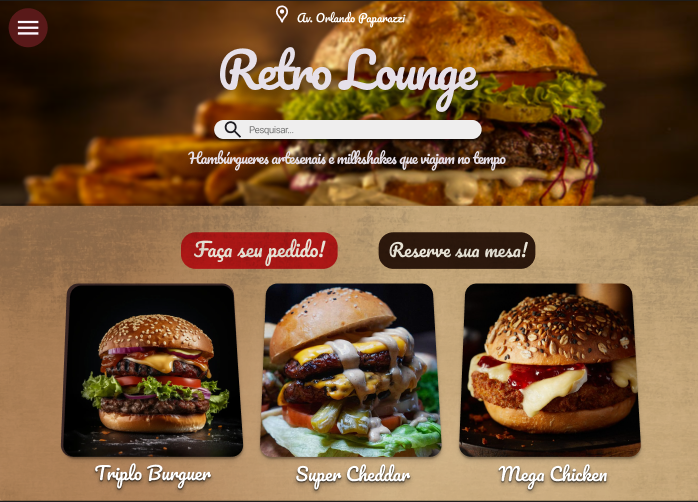 Av. Orlando Paparazzi
Retro Lounge
Pesquisar...
Hambúrgueres artesenais e milkshakes que viajam no tempo
Faça seu pedido!
Reserve sua mesa!
Triplo Burguer
Super Cheddar
Mega Chicken